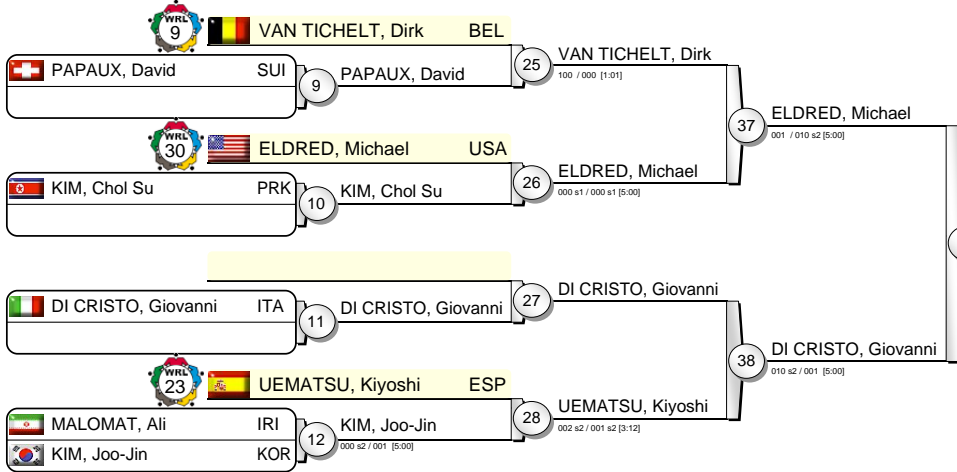 WRL
9
VAN TICHELT, Dirk BEL
PAPAUX, David SUI
9
PAPAUX, David
25
VAN TICHELT, Dirk
100 / 000 [1:01]
WRL
30
ELDRED, Michael USA
KIM, Chol Su PRK
10
KIM, Chol Su
26
ELDRED, Michael
000 s1 / 000 s1 [5:00]
37
ELDRED, Michael
001 / 010 s2 [5:00]
DI CRISTO, Giovanni ITA
11
DI CRISTO, Giovanni
27
DI CRISTO, Giovanni
WRL
23
UEMATSU, Kiyoshi ESP
MALOMAT, Ali IRI
KIM, Joo-Jin KOR
12
KIM, Joo-Jin
000 s2 / 001 [5:00]
28
UEMATSU, Kiyoshi
002 s2 / 001 s2 [3:12]
38
DI CRISTO, Giovanni
010 s2 / 001 [5:00]